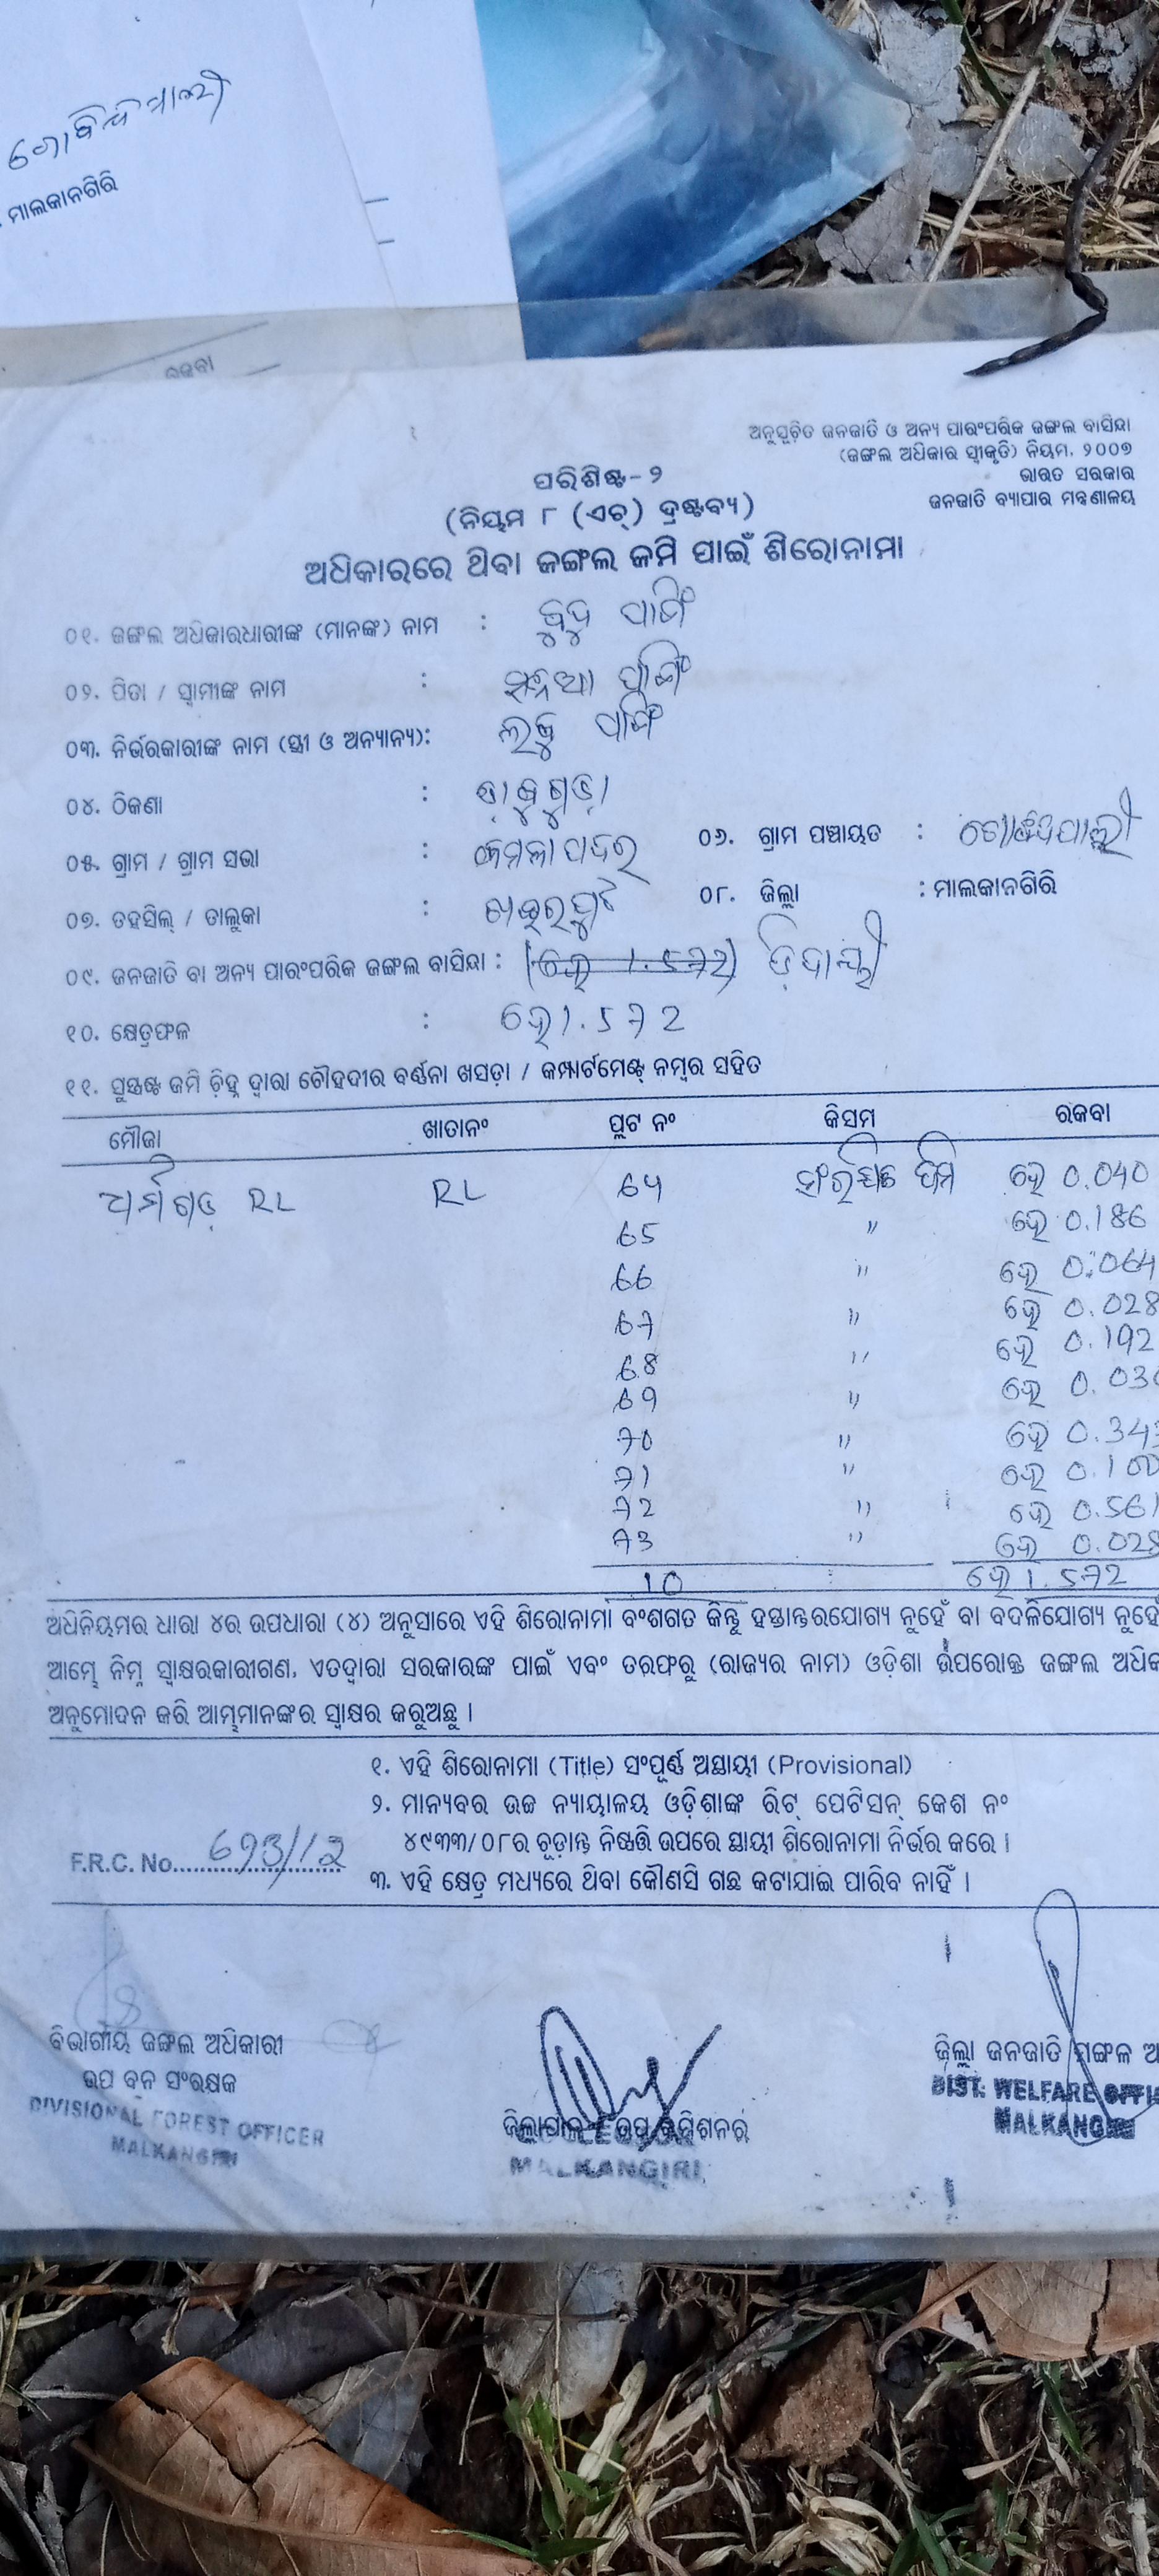 ଗୋବିନ୍ଦପାଲ୍ଲୀ
ମାଲକାନଗିରି
ହେବା
ଅନୁସୂଚିତ ଜନଜାତି ଓ ଅନ୍ୟ ପାରଂପରିକ ଜଙ୍ଗଲ ବାସିନ୍ଦା
(ଜଙ୍ଗଲ ଅଧିକାର ସ୍ୱୀକୃତି) ନିୟମ, ୨୦୦୭
ଭାରତ ସରକାର
ଜନଜାତି ବ୍ୟାପାର ମନ୍ତ୍ରଣାଳୟ
ପରିଶିଷ୍ଟ-୨
(ନିୟମ ୮ (ଏଚ୍) ଦ୍ରଷ୍ଟବ୍ୟ)
ଅଧିକାରରେ ଥିବା ଜଙ୍ଗଲ ଜମି ପାଇଁ ଶିରୋନାମା
୦୧. ଜଙ୍ଗଲ ଅଧିକାରଧାରୀଙ୍କ (ମାନଙ୍କ) ନାମ :
୦୨. ପିତା / ସ୍ୱାମୀଙ୍କ ନାମ :
୦୩. ନିର୍ଭରକାରୀଙ୍କ ନାମ (ସ୍ତ୍ରୀ ଓ ଅନ୍ୟାନ୍ୟ):
୦୪. ଠିକଣା :
୦୫. ଗ୍ରାମ / ଗ୍ରାମ ସଭା : ୦୬. ଗ୍ରାମ ପଞ୍ଚାୟତ :
୦୭. ତହସିଲ୍ / ତାଲୁକା : ୦୮. ଜିଲ୍ଲା : ମାଲକାନଗିରି
୦୯. ଜନଜାତି ବା ଅନ୍ୟ ପାରଂପରିକ ଜଙ୍ଗଲ ବାସିନ୍ଦା :
୧୦. କ୍ଷେତ୍ରଫଳ : ହେ 1.572
୧୧. ସୁସ୍ପଷ୍ଟ ଜମି ଚିହ୍ନ ଦ୍ୱାରା ଚୌହଦୀର ବର୍ଣ୍ଣନା ଖସଡ଼ା / କମ୍ପାର୍ଟମେଣ୍ଟ୍ ନମ୍ବର ସହିତ
ମୌଜା ଖାତାନଂ ପ୍ଲଟ ନଂ କିସମ ରକବା
RL RL 64 ହେ 0.040
65 " ହେ 0.186
66 " ହେ 0.064
67 " ହେ 0.028
68 " ହେ 0.192
69 " ହେ
70 " ହେ
71 " ହେ
72 " ହେ 0.561
73 " ହେ 0.028
10 ହେ 1.572
ଅଧିନିୟମର ଧାରା ୪ର ଉପଧାରା (୪) ଅନୁସାରେ ଏହି ଶିରୋନାମା ବଂଶଗତ କିନ୍ତୁ ହସ୍ତାନ୍ତରଯୋଗ୍ୟ ନୁହେଁ ବା ବଦଳିଯୋଗ୍ୟ ନୁହେଁ
ଆମ୍ଭେ ନିମ୍ନ ସ୍ୱାକ୍ଷରକାରୀଗଣ, ଏତଦ୍ୱାରା ସରକାରଙ୍କ ପାଇଁ ଏବଂ ତରଫରୁ (ରାଜ୍ୟର ନାମ) ଓଡ଼ିଶା ଉପରୋକ୍ତ ଜଙ୍ଗଲ
ଅନୁମୋଦନ କରି ଆମ୍ଭମାନଙ୍କର ସ୍ୱାକ୍ଷର କରୁଅଛୁ ।
୧. ଏହି ଶିରୋନାମା (Title) ସଂପୂର୍ଣ୍ଣ ଅସ୍ଥାୟୀ (Provisional)
୨. ମାନ୍ୟବର ଉଚ୍ଚ ନ୍ୟାୟାଳୟ ଓଡ଼ିଶାଙ୍କ ରିଟ୍ ପେଟିସନ୍ କେଶ ନଂ
୪୯୩୩/୦୮ର ଚୂଡ଼ାନ୍ତ ନିଷ୍ପତ୍ତି ଉପରେ ସ୍ଥାୟୀ ଶିରୋନାମା ନିର୍ଭର କରେ ।
F.R.C. No. 693/12
୩. ଏହି କ୍ଷେତ୍ର ମଧ୍ୟରେ ଥିବା କୌଣସି ଗଛ କଟାଯାଇ ପାରିବ ନାହିଁ ।
ବିଭାଗୀୟ ଜଙ୍ଗଲ ଅଧିକାରୀ
ଉପ ବନ ସଂରକ୍ଷକ
DIVISIONAL FOREST OFFICER
MALKANGIRI
ଜିଲ୍ଲାପାଳ / ଉପ କମିଶନର
COLLECTOR
MALKANGIRI
ଜିଲ୍ଲା ଜନଜାତି ମଙ୍ଗଳ
DIST. WELFARE
MALKANGIRI